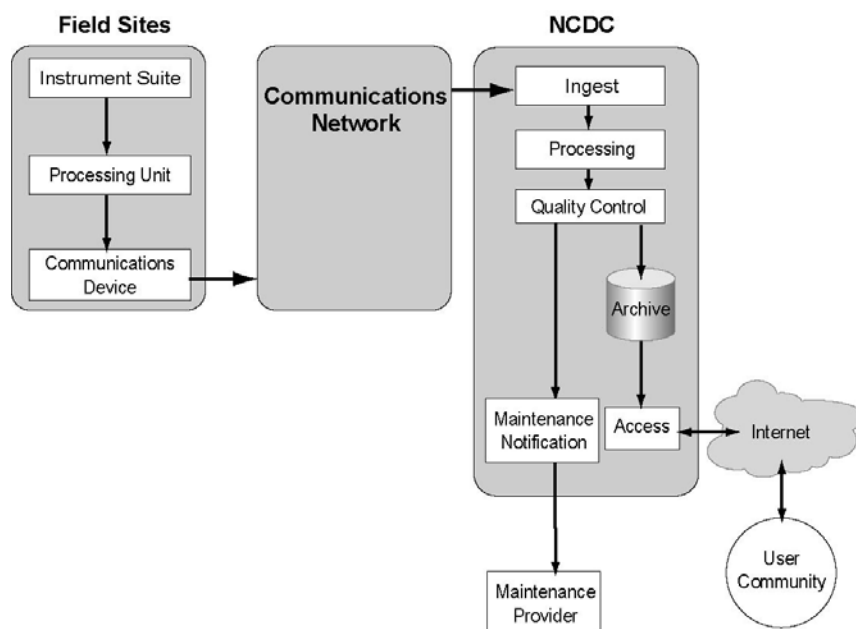 Field Sites
Instrument Suite
Processing Unit
Communications
Device
Communications
Network
NCDC
Ingest
Processing
Quality Control
Archive
Maintenance
Notification
Access
Internet
Maintenance
Provider
User
Community